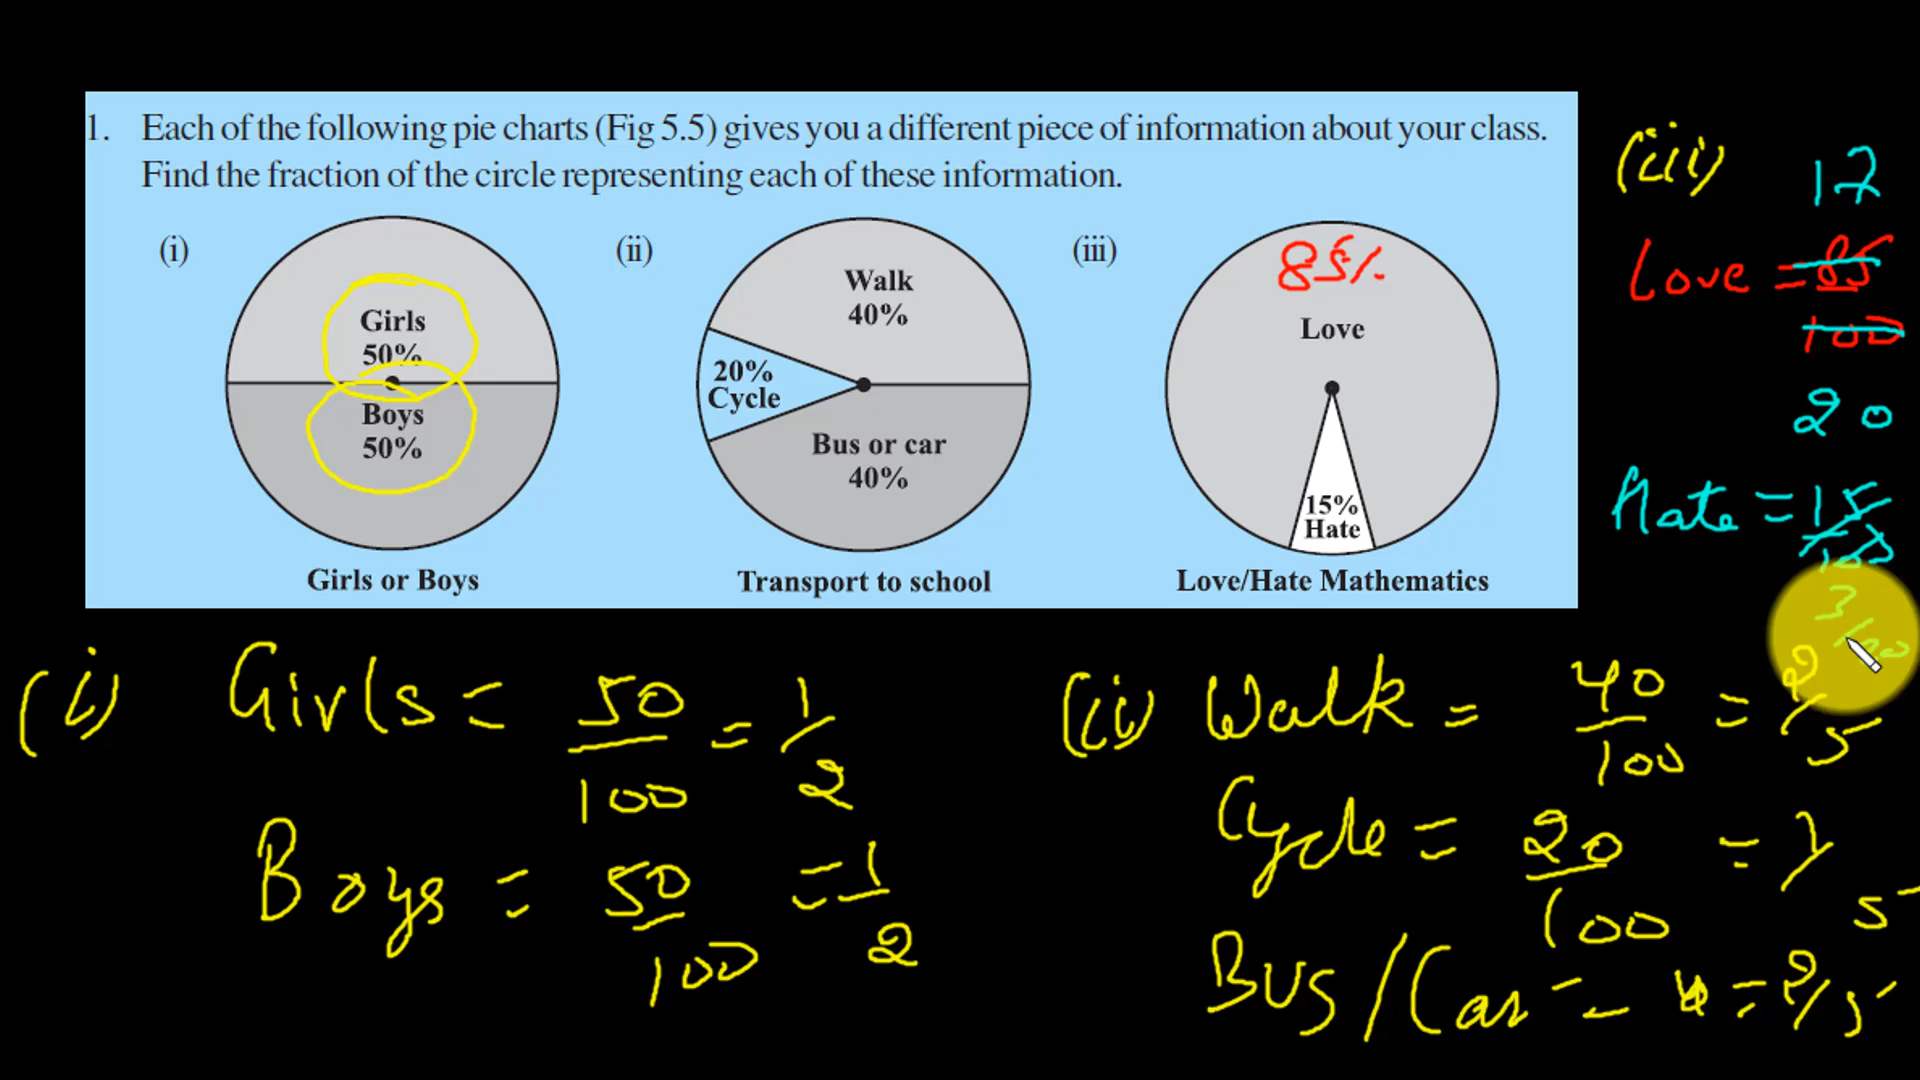 1. Each of the following pie charts (Fig 5.5) gives you a different piece of information about your class.
Find the fraction of the circle representing each of these information.
(i)
Girls
50%
Boys
50%
Girls or Boys
(ii)
Walk
40%
20%
Cycle
Bus or car
40%
Transport to school
(iii)
85%
Love
15%
Hate
Love/Hate Mathematics
(iii) 17
Love = 85
100
20
Hate = 15
100
3/20
(i) Girls = 50/100 = 1/2
Boys = 50/100 = 1/2
(ii) Walk = 40/100 = 2/5
Cycle = 20/100 = 1/5
Bus/Car = = 2/5